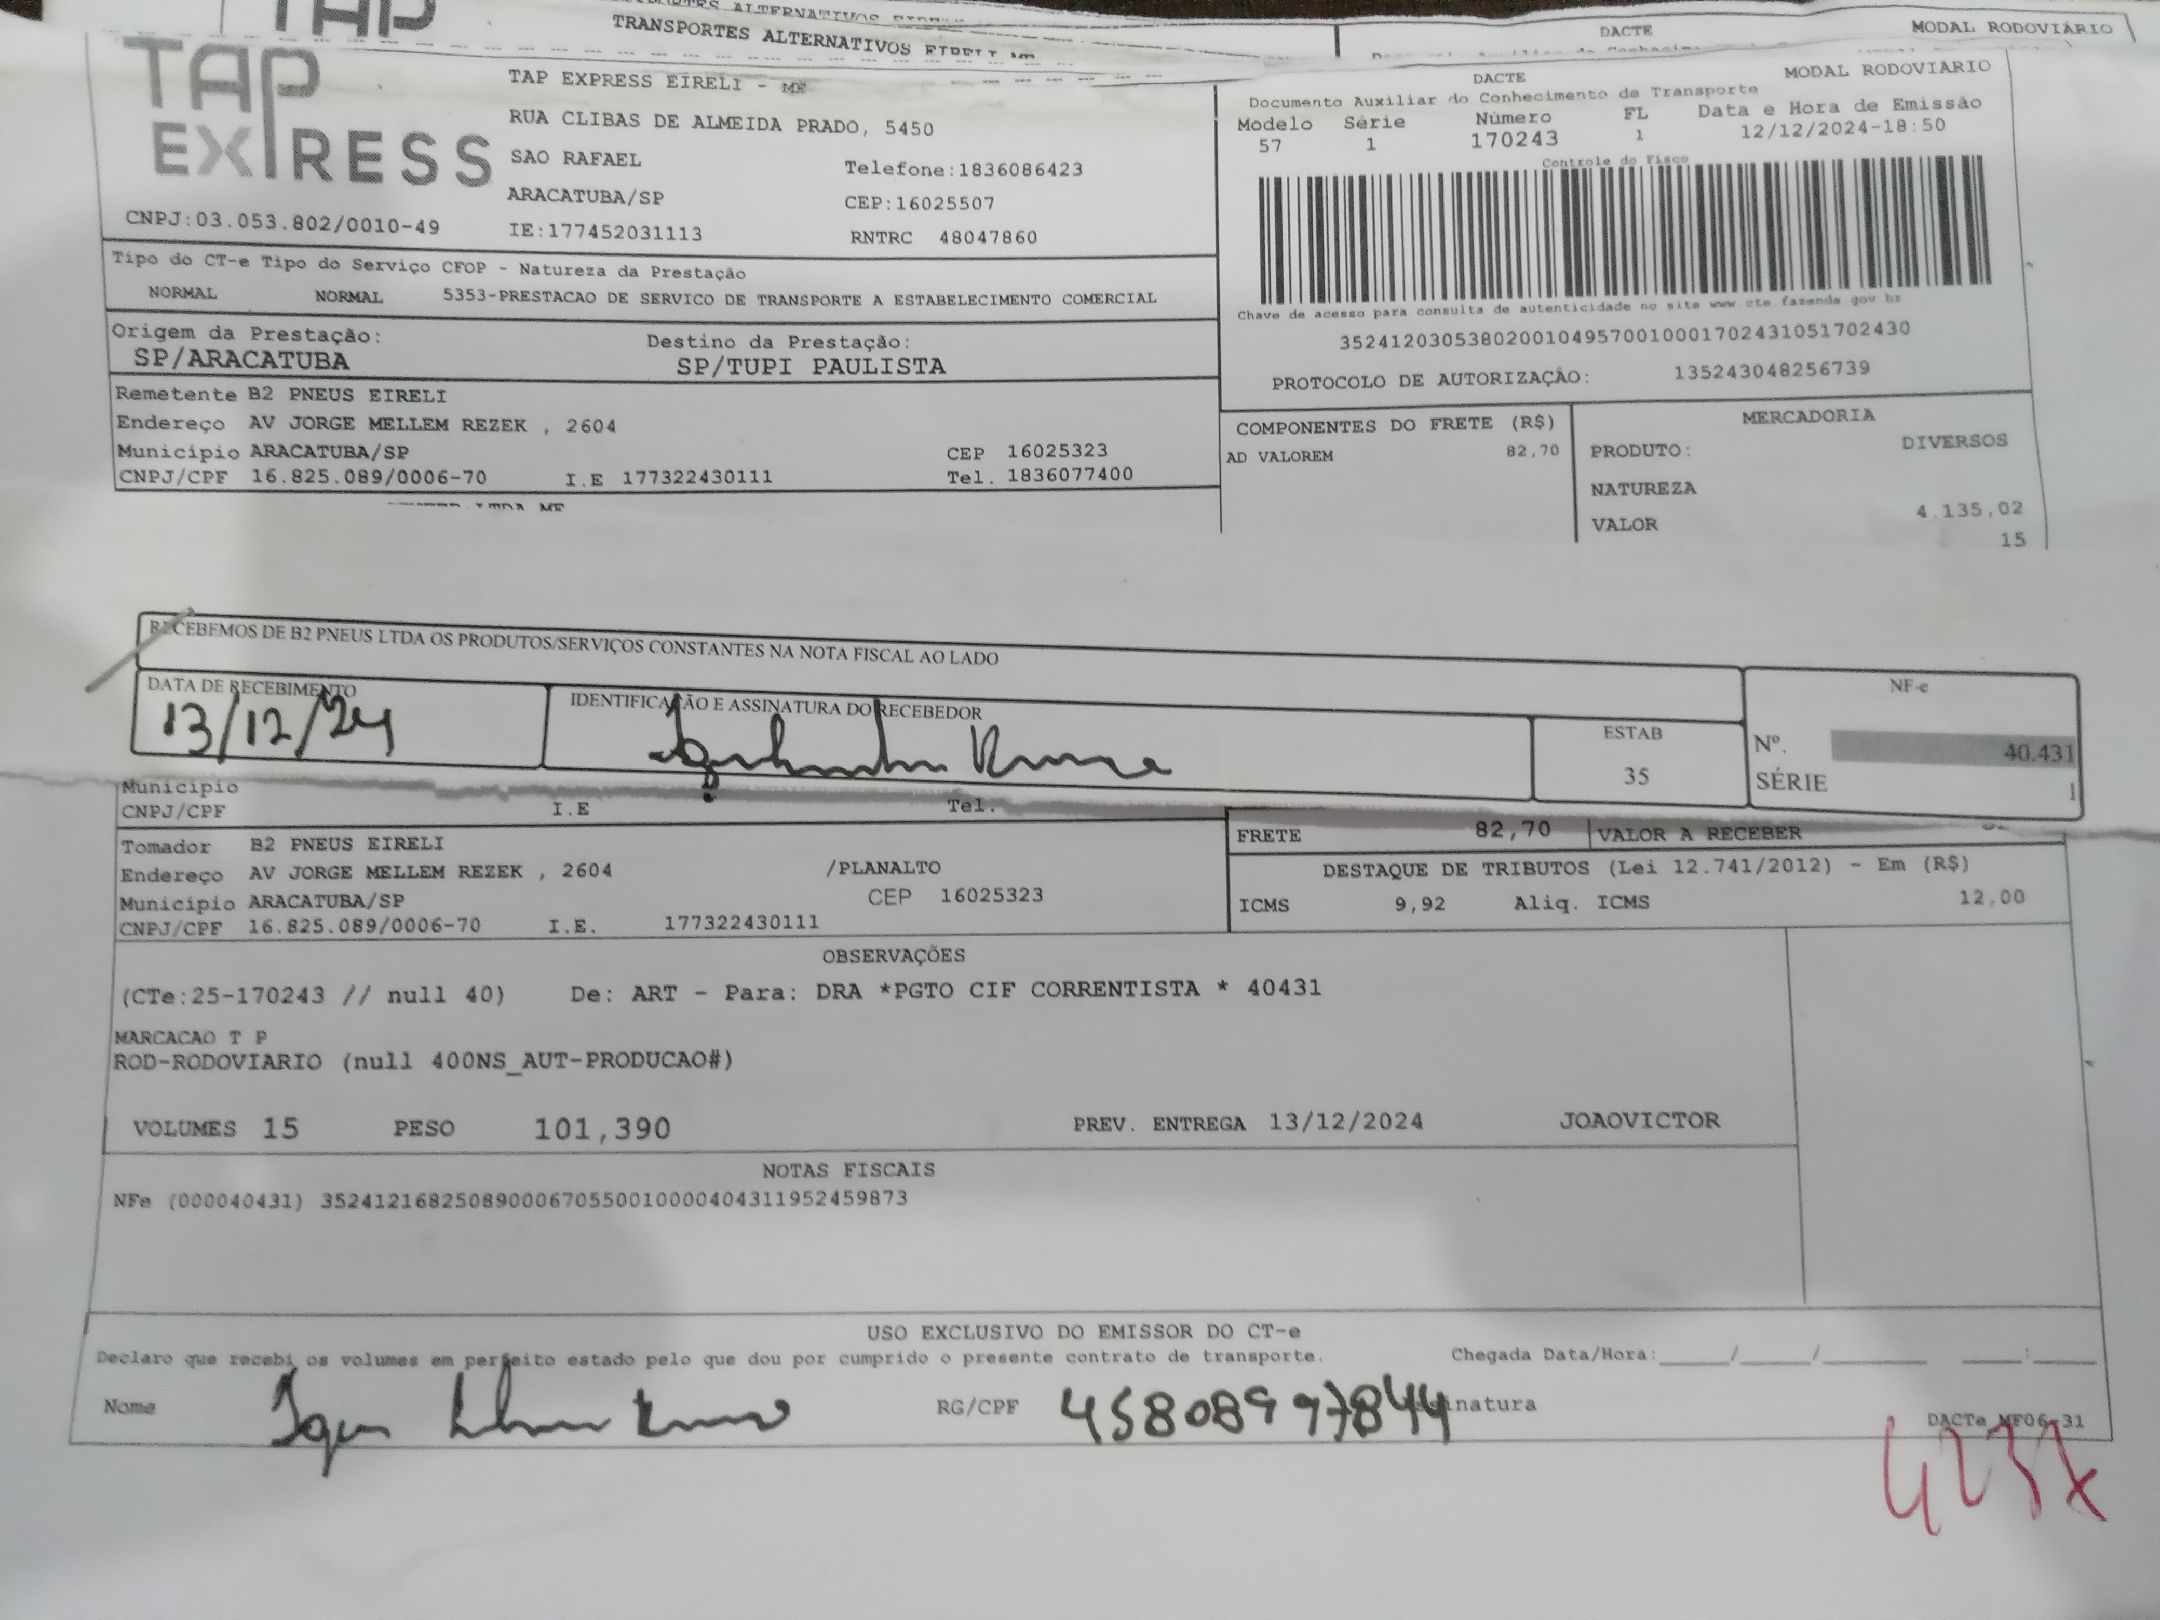 TAP
TRANSPORTES ALTERNATIVOS EIRELI ME
DACTE
MODAL RODOVIÁRIO
TAP EXPRESS
TAP EXPRESS EIRELI - ME
RUA CLIBAS DE ALMEIDA PRADO, 5450
SAO RAFAEL
Telefone:1836086423
ARACATUBA/SP
CEP:16025507
CNPJ:03.053.802/0010-49
IE:177452031113
RNTRC 48047860
DACTE
MODAL RODOVIÁRIO
Documento Auxiliar do Conhecimento de Transporte
Modelo Série Número FL Data e Hora de Emissão
57 1 170243 1 12/12/2024-18:50
Controle do Fisco
Chave de acesso para consulta de autenticidade no site www.cte fazenda gov br
35241203053802001049570010001702431051702430
PROTOCOLO DE AUTORIZAÇÃO: 135243048256739
Tipo do CT-e Tipo do Serviço CFOP - Natureza da Prestação
NORMAL NORMAL 5353-PRESTACAO DE SERVICO DE TRANSPORTE A ESTABELECIMENTO COMERCIAL
Origem da Prestação: Destino da Prestação:
SP/ARACATUBA SP/TUPI PAULISTA
Remetente B2 PNEUS EIRELI
Endereço AV JORGE MELLEM REZEK , 2604
Município ARACATUBA/SP CEP 16025323
CNPJ/CPF 16.825.089/0006-70 I.E 177322430111 Tel. 1836077400
COMPONENTES DO FRETE (R$)
AD VALOREM 82,70
MERCADORIA
PRODUTO: DIVERSOS
NATUREZA
VALOR 4.135,02
15
RECEBEMOS DE B2 PNEUS LTDA OS PRODUTOS/SERVIÇOS CONSTANTES NA NOTA FISCAL AO LADO
DATA DE RECEBIMENTO
13/12/24
IDENTIFICAÇÃO E ASSINATURA DO RECEBEDOR
ESTAB
35
NF-e
Nº. 40.431
SÉRIE 1
Município
CNPJ/CPF I.E Tel.
Tomador B2 PNEUS EIRELI
Endereço AV JORGE MELLEM REZEK , 2604 /PLANALTO
Município ARACATUBA/SP CEP 16025323
CNPJ/CPF 16.825.089/0006-70 I.E. 177322430111
FRETE 82,70 VALOR A RECEBER
DESTAQUE DE TRIBUTOS (Lei 12.741/2012) - Em (R$)
ICMS 9,92 Aliq. ICMS 12,00
OBSERVAÇÕES
(CTe:25-170243 // null 40) De: ART - Para: DRA *PGTO CIF CORRENTISTA * 40431
MARCACAO T P
ROD-RODOVIARIO (null 400NS_AUT-PRODUCAO#)
VOLUMES 15 PESO 101,390 PREV. ENTREGA 13/12/2024 JOAOVICTOR
NOTAS FISCAIS
NFe (000040431) 35241216825089000670550010000404311952459873
USO EXCLUSIVO DO EMISSOR DO CT-e
Declaro que recebi os volumes em perfeito estado pelo que dou por cumprido o presente contrato de transporte. Chegada Data/Hora:_____/_____/________ ____:_____
Nome RG/CPF 45808997844
DACTe MF06-31